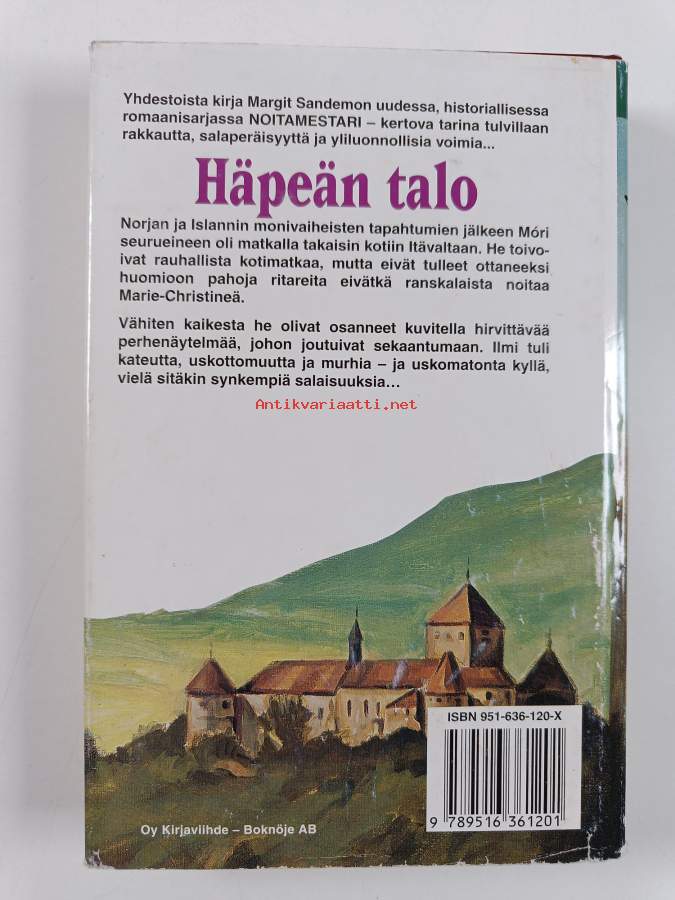 Yhdestoista kirja Margit Sandemon uudessa, historiallisessa
romaanisarjassa NOITAMESTARI – kertova tarina tulvillaan
rakkautta, salaperäisyyttä ja yliluonnollisia voimia...
Häpeän talo
Norjan ja Islannin monivaiheisten tapahtumien jälkeen Móri
seurueineen oli matkalla takaisin kotiin Itävaltaan. He toivo-
ivat rauhallista kotimatkaa, mutta eivät tulleet ottaneeksi
huomioon pahoja ritareita eivätkä ranskalaista noitaa
Marie-Christineä.
Vähiten kaikesta he olivat osanneet kuvitella hirvittävää
perhenäytelmää, johon joutuivat sekaantumaan. Ilmi tuli
kateutta, uskottomuutta ja murhia – ja uskomatonta kyllä,
vielä sitäkin synkempiä salaisuuksia...
Antikvariaatti.net
ISBN 951-636-120-X
9 789516 361201
Oy Kirjaviihde – Boknöje AB